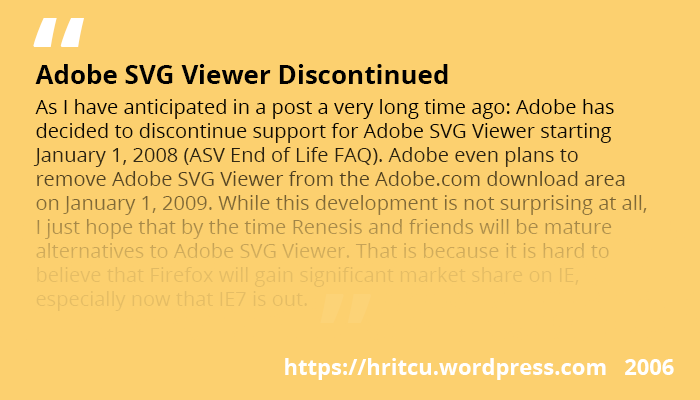 "
Adobe SVG Viewer Discontinued
As I have anticipated in a post a very long time ago: Adobe has
decided to discontinue support for Adobe SVG Viewer starting
January 1, 2008 (ASV End of Life FAQ). Adobe even plans to
remove Adobe SVG Viewer from the Adobe.com download area
on January 1, 2009. While this development is not surprising at all,
I just hope that by the time Renesis and friends will be mature
alternatives to Adobe SVG Viewer. That is because it is hard to
believe that Firefox will gain significant market share on IE,
especially now that IE7 is out.
"
https://hritcu.wordpress.com 2006